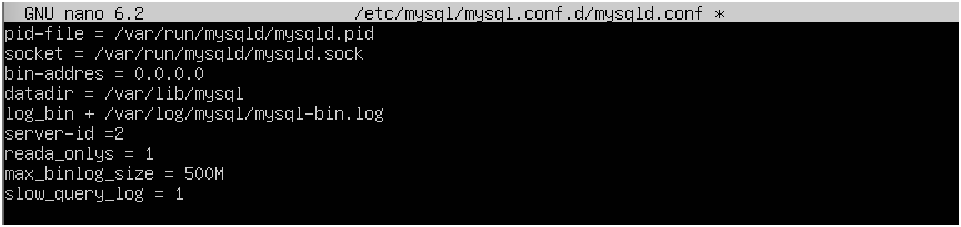 GNU nano 6.2 /etc/mysql/mysql.conf.d/mysqld.conf *
pid-file = /var/run/mysqld/mysqld.pid
socket = /var/run/mysqld/mysqld.sock
bin-addres = 0.0.0.0
datadir = /var/lib/mysql
log_bin + /var/log/mysql/mysql-bin.log
server-id =2
reada_onlys = 1
max_binlog_size = 500M
slow_query_log = 1